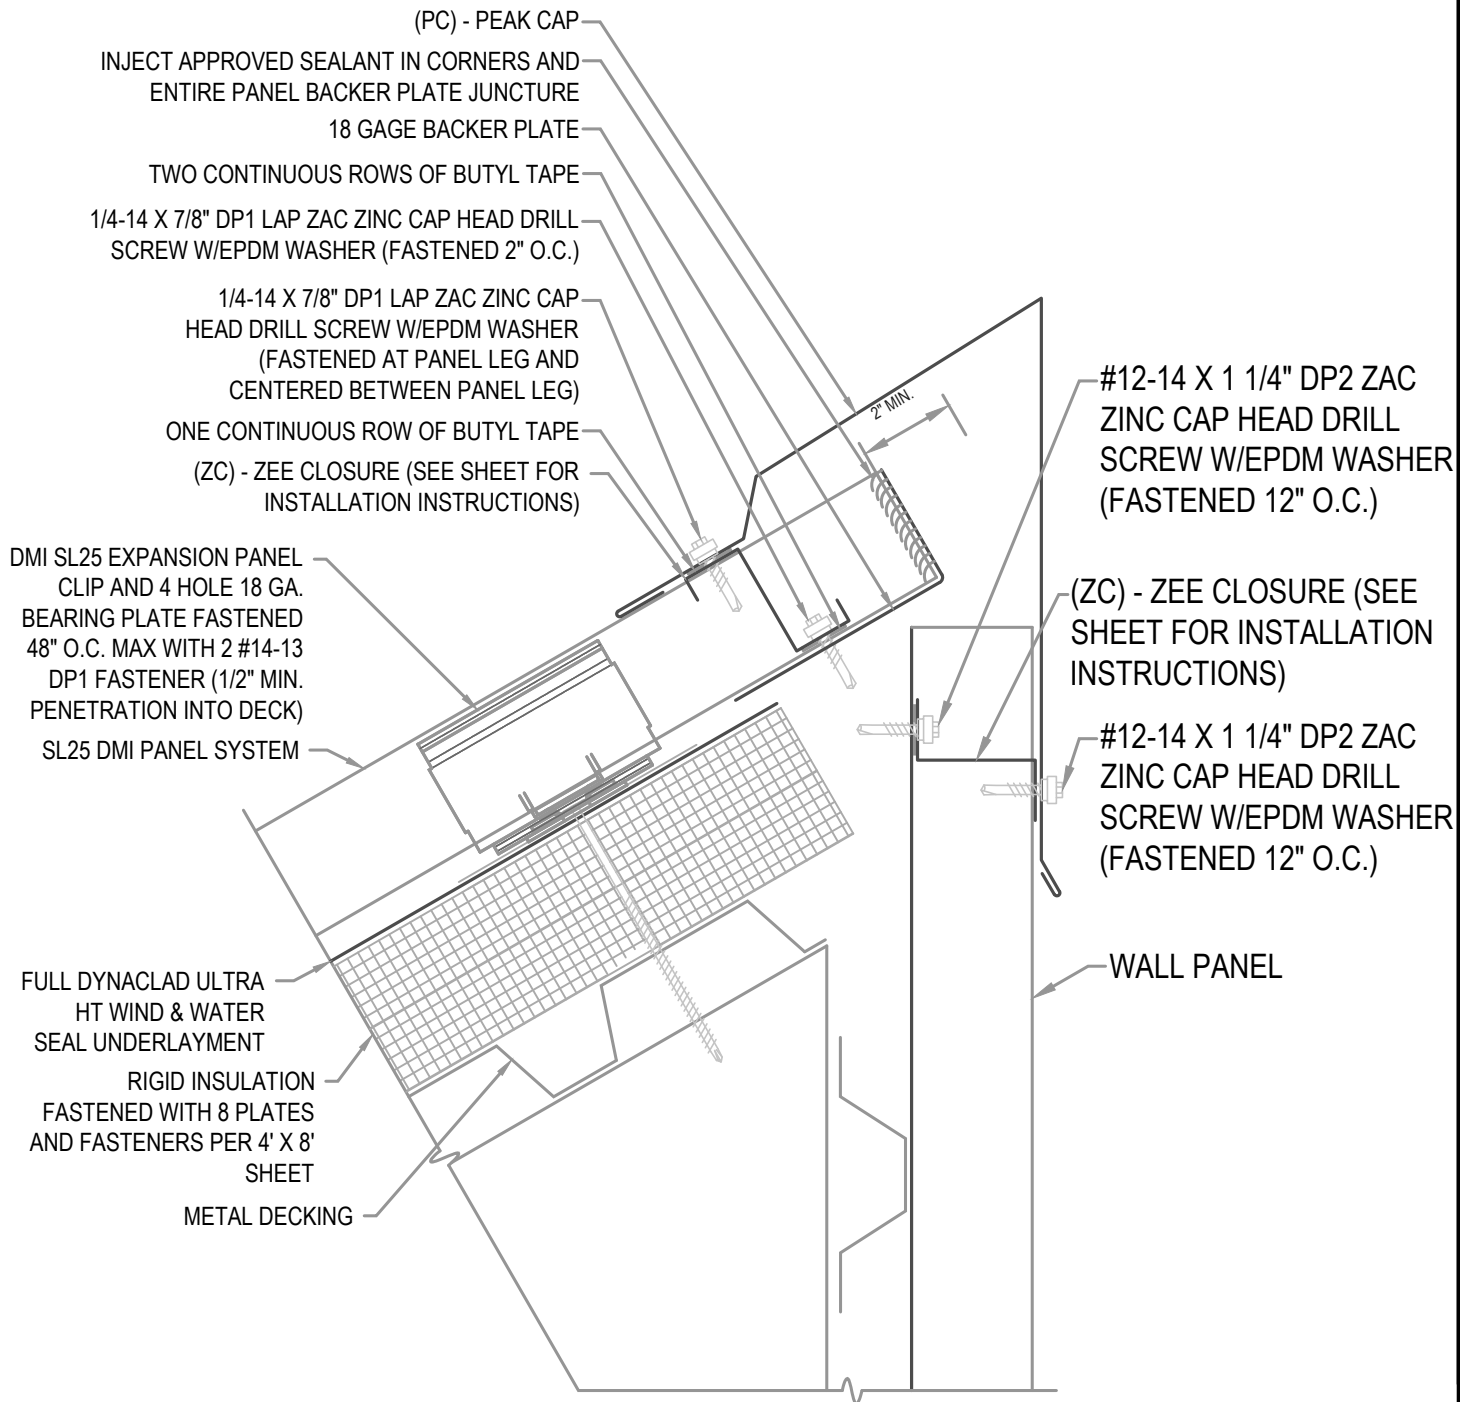 (PC) - PEAK CAP
INJECT APPROVED SEALANT IN CORNERS AND
ENTIRE PANEL BACKER PLATE JUNCTURE
18 GAGE BACKER PLATE
TWO CONTINUOUS ROWS OF BUTYL TAPE
1/4-14 X 7/8" DP1 LAP ZAC ZINC CAP HEAD DRILL
SCREW W/EPDM WASHER (FASTENED 2" O.C.)
1/4-14 X 7/8" DP1 LAP ZAC ZINC CAP
HEAD DRILL SCREW W/EPDM WASHER
(FASTENED AT PANEL LEG AND
CENTERED BETWEEN PANEL LEG)
ONE CONTINUOUS ROW OF BUTYL TAPE
(ZC) - ZEE CLOSURE (SEE SHEET FOR
INSTALLATION INSTRUCTIONS)
DMI SL25 EXPANSION PANEL
CLIP AND 4 HOLE 18 GA.
BEARING PLATE FASTENED
48" O.C. MAX WITH 2 #14-13
DP1 FASTENER (1/2" MIN.
PENETRATION INTO DECK)
SL25 DMI PANEL SYSTEM
FULL DYNACLAD ULTRA
HT WIND & WATER
SEAL UNDERLAYMENT
RIGID INSULATION
FASTENED WITH 8 PLATES
AND FASTENERS PER 4' X 8'
SHEET
METAL DECKING
2" MIN.
#12-14 X 1 1/4" DP2 ZAC
ZINC CAP HEAD DRILL
SCREW W/EPDM WASHER
(FASTENED 12" O.C.)
(ZC) - ZEE CLOSURE (SEE
SHEET FOR INSTALLATION
INSTRUCTIONS)
#12-14 X 1 1/4" DP2 ZAC
ZINC CAP HEAD DRILL
SCREW W/EPDM WASHER
(FASTENED 12" O.C.)
WALL PANEL